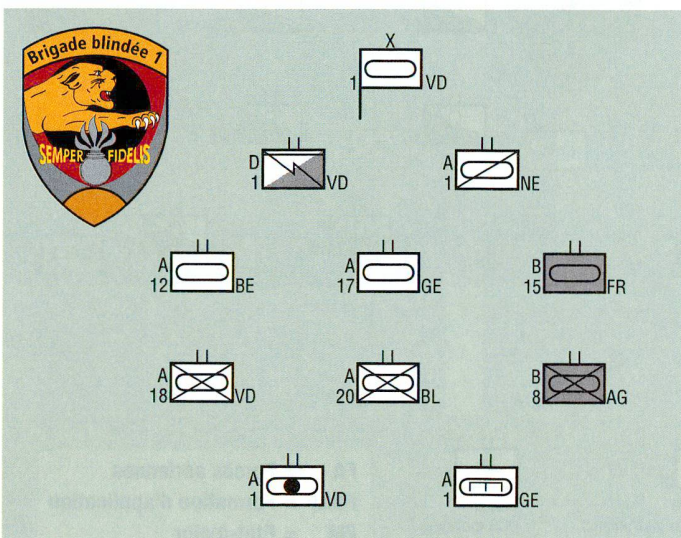 Brigade blindée 1
SEMPER FIDELIS
X
1 VD
D
1 VD
A
1 NE
A
12 BE
A
17 GE
B
15 FR
A
18 VD
A
20 BL
B
8 AG
A
1 VD
A
1 GE